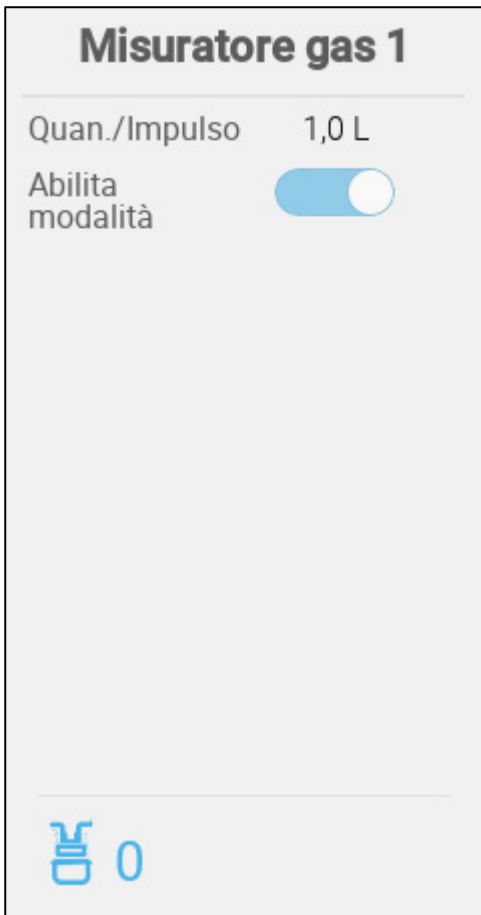 Misuratore gas 1
Quan./Impulso 1,0 L
Abilita
modalità
0